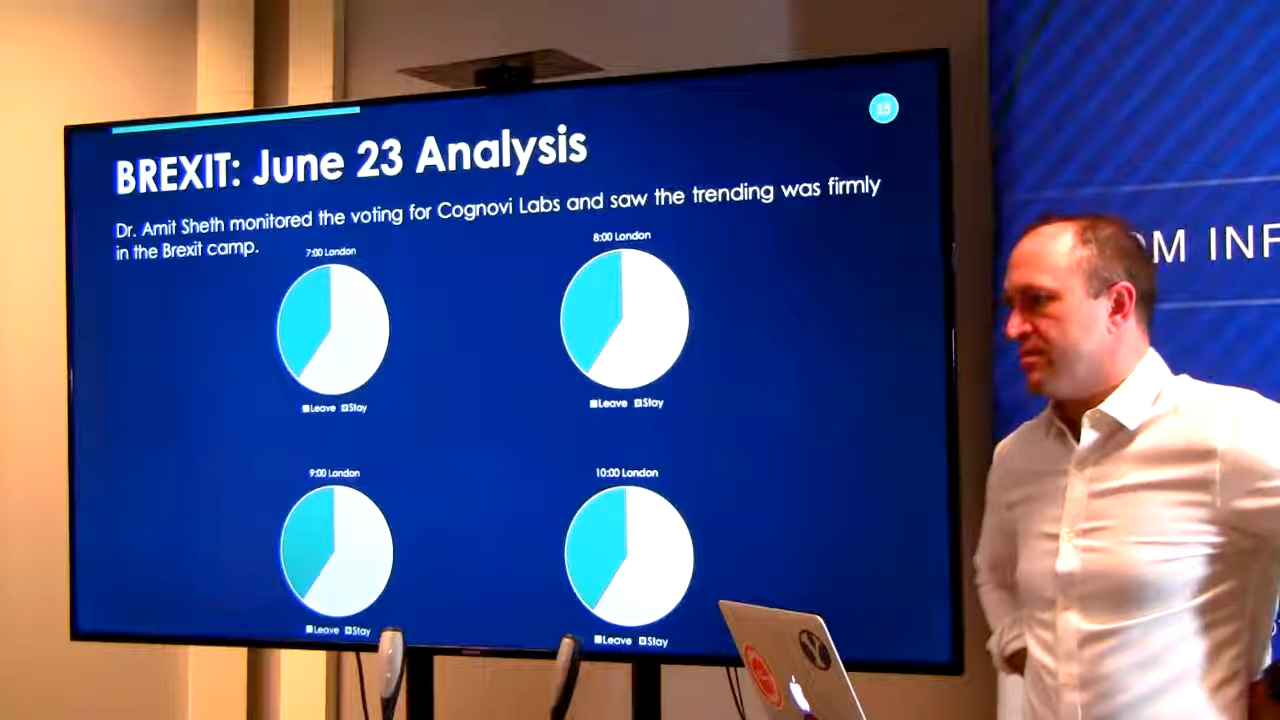 15
BREXIT: June 23 Analysis
Dr. Amit Sheth monitored the voting for Cognovi Labs and saw the trending was firmly
in the Brexit camp.
7:00 London
8:00 London
Leave Stay
Leave Stay
9:00 London
10:00 London
Leave Stay
Leave Stay
OM INF